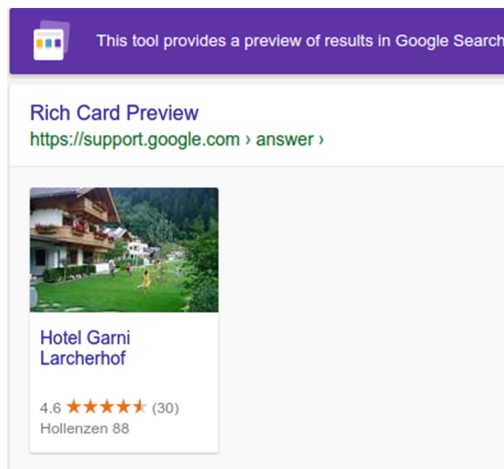 This tool provides a preview of results in Google Search
Rich Card Preview
https://support.google.com › answer ›
Hotel Garni
Larcherhof
4.6 ★★★★★ (30)
Hollenzen 88